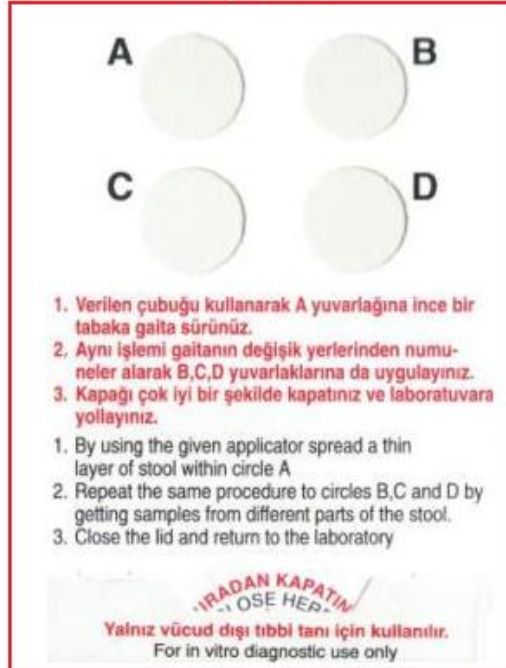 A
B
C
D
1. Verilen çubuğu kullanarak A yuvarlağına ince bir
tabaka gaita sürünüz.
2. Aynı işlemi gaitanın değişik yerlerinden numu-
neler alarak B,C,D yuvarlaklarına da uygulayınız.
3. Kapağı çok iyi bir şekilde kapatınız ve laboratuvara
yollayınız.
1. By using the given applicator spread a thin
layer of stool within circle A
2. Repeat the same procedure to circles B,C and D by
getting samples from different parts of the stool.
3. Close the lid and return to the laboratory
Yalnız vücud dışı tıbbi tanı için kullanılır.
For in vitro diagnostic use only